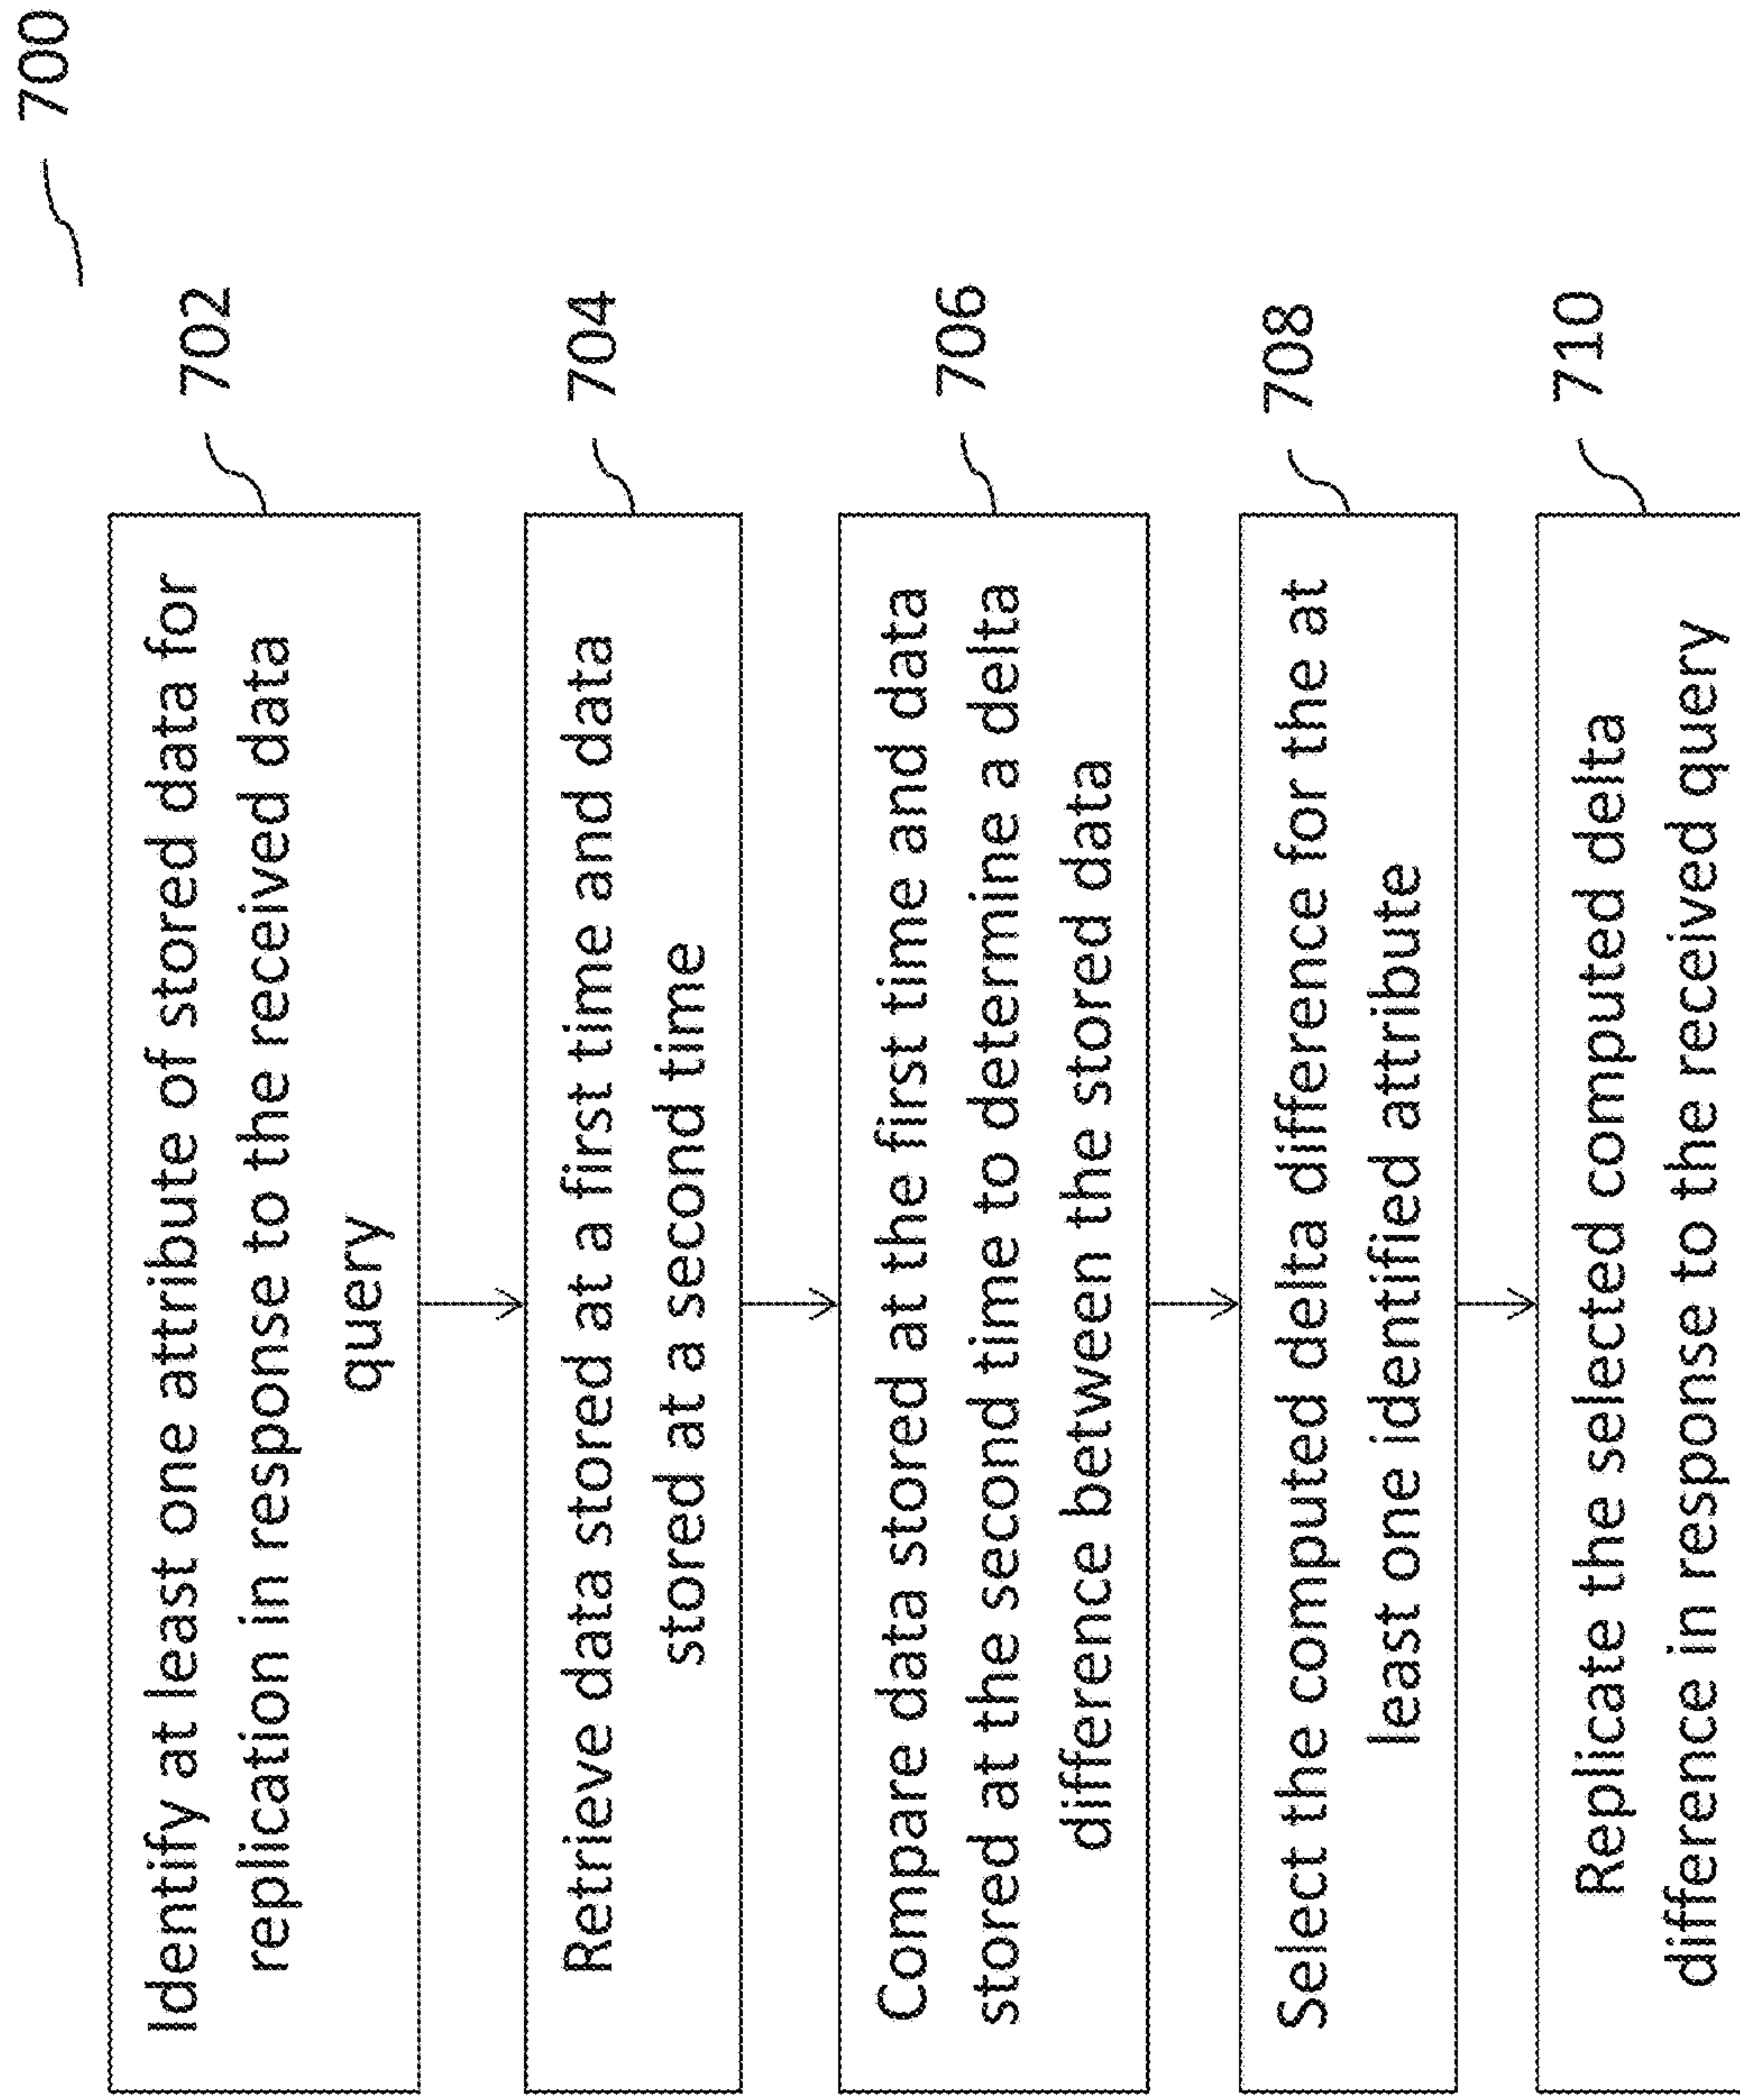 700
Identify at least one attribute of stored data for
replication in response to the received data
query
702
Retrieve data stored at a first time and data
stored at a second time
704
Compare data stored at the first time and data
stored at the second time to determine a delta
difference between the stored data
706
Select the computed delta difference for the at
least one identified attribute
708
Replicate the selected computed delta
difference in response to the received query
710